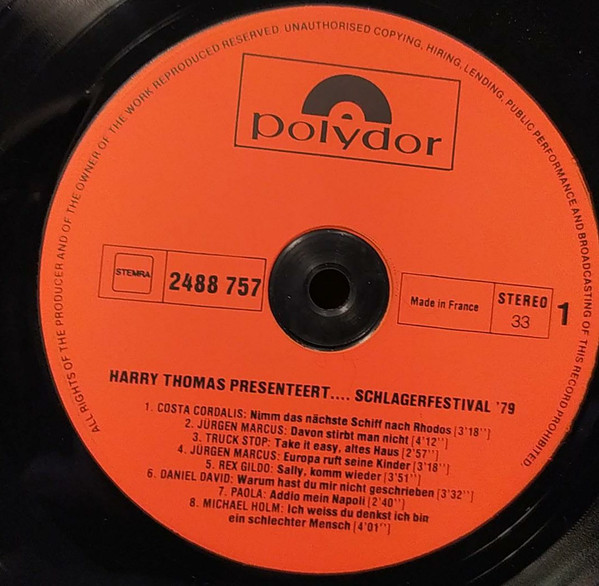 ALL RIGHTS OF THE PRODUCER AND OF THE OWNER OF THE WORK REPRODUCED RESERVED UNAUTHORISED COPYING, HIRING, LENDING, PUBLIC PERFORMANCE AND BROADCASTING OF THIS RECORD PROHIBITED.
polydor
STEMRA
2488 757
Made in France
STEREO
33
1
HARRY THOMAS PRESENTEERT.... SCHLAGERFESTIVAL '79
1. COSTA CORDALIS: Nimm das nächste Schiff nach Rhodos [3'18'']
2. JÜRGEN MARCUS: Davon stirbt man nicht [4'12'']
3. TRUCK STOP: Take it easy, altes Haus [2'57'']
4. JÜRGEN MARCUS: Europa ruft seine Kinder [3'18'']
5. REX GILDO: Sally, komm wieder [3'51'']
6. DANIEL DAVID: Warum hast du mir nicht geschrieben [3'32'']
7. PAOLA: Addio mein Napoli [2'40'']
8. MICHAEL HOLM: Ich weiss du denkst ich bin
ein schlechter Mensch [4'01'']